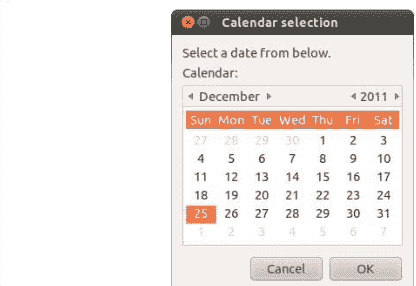 Calendar selection
Select a date from below.
Calendar:
December 2011
Sun Mon Tue Wed Thu Fri Sat
27 28 29 30 1 2 3
4 5 6 7 8 9 10
11 12 13 14 15 16 17
18 19 20 21 22 23 24
25 26 27 28 29 30 31
1 2 3 4 5 6 7
Cancel OK